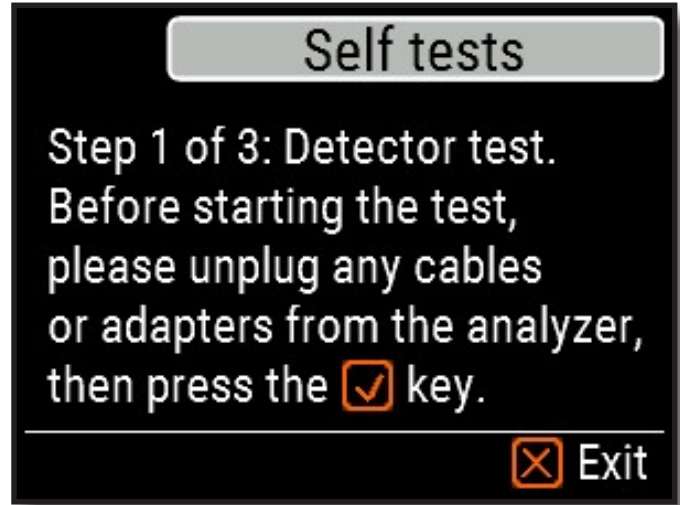 Self tests
Step 1 of 3: Detector test.
Before starting the test,
please unplug any cables
or adapters from the analyzer,
then press the key.
Exit